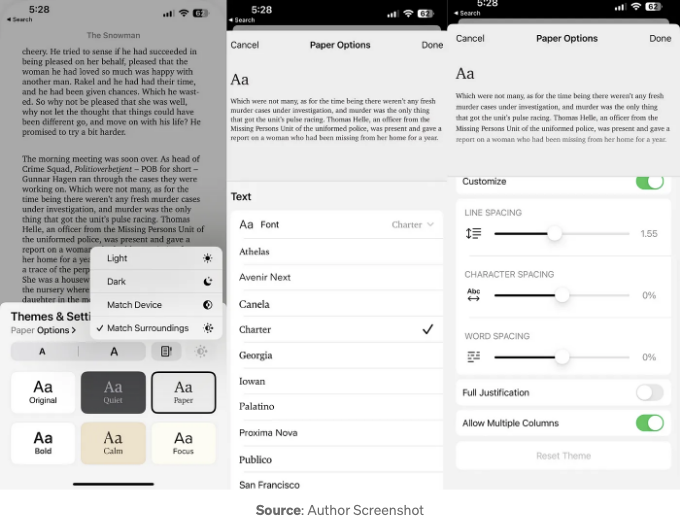 5:28
62
Search
The Snowman
cheery. He tried to sense if he had succeeded in
being pleased on her behalf, pleased that the
woman he had loved so much was happy with
another man. Rakel and he had had their time,
and he had been given chances. Which he wast-
ed. So why not be pleased that she was well,
why not let the thought that things could have
been different go, and move on with his life? He
promised to try a bit harder.
The morning meeting was soon over. As head of
Crime Squad, Politioverbetjent – POB for short –
Gunnar Hagen ran through the cases they were
working on. Which were not many, as for the
time being there weren't any fresh murder cases
under investigation, and murder was the only
thing that got the unit's pulse racing. Thomas
Helle, an officer from the Missing Persons Unit of
the uniformed police, was present and gave a
report on a woma
her home for a yea
a trace of the perp
She was a housew
the nursery where
daughter in the m
Light
Dark
Match Device
Match Surroundings
Themes & Setti
Paper Options >
A
A
Aa
Original
Aa
Quiet
Aa
Paper
Aa
Bold
Aa
Calm
Aa
Focus
5:28
62
Search
Cancel
Paper Options
Done
Aa
Which were not many, as for the time being there weren't any fresh
murder cases under investigation, and murder was the only thing
that got the unit's pulse racing. Thomas Helle, an officer from the
Missing Persons Unit of the uniformed police, was present and gave a
report on a woman who had been missing from her home for a year.
Text
Aa Font
Charter
Athelas
Avenir Next
Canela
Charter
Georgia
Iowan
Palatino
Proxima Nova
Publico
San Francisco
5:28
62
Search
Cancel
Paper Options
Done
Aa
Which were not many, as for the time being there weren't any fresh
murder cases under investigation, and murder was the only thing
that got the unit's pulse racing. Thomas Helle, an officer from the
Missing Persons Unit of the uniformed police, was present and gave a
report on a woman who had been missing from her home for a year.
Customize
LINE SPACING
1.55
CHARACTER SPACING
Abc
0%
WORD SPACING
0%
Full Justification
Allow Multiple Columns
Reset Theme
Source: Author Screenshot